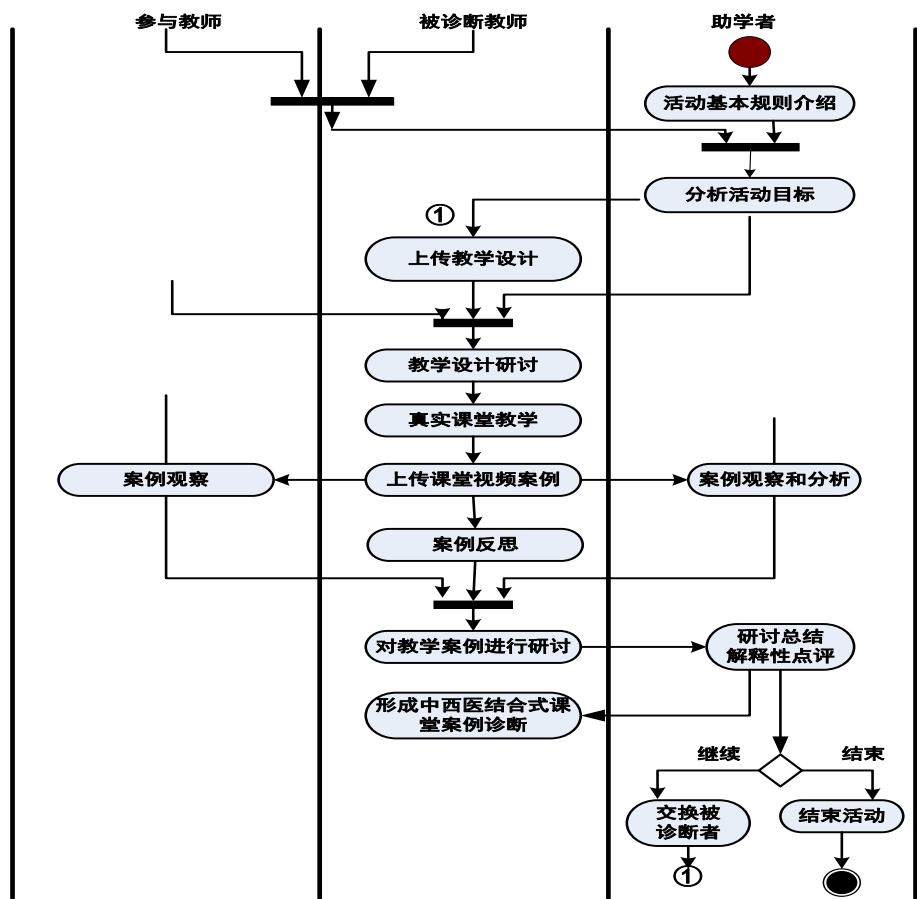 参与教师
被诊断教师
助学者
活动基本规则介绍
分析活动目标
①
上传教学设计
教学设计研讨
真实课堂教学
案例观察
上传课堂视频案例
案例观察和分析
案例反思
对教学案例进行研讨
研讨总结
解释性点评
形成中西医结合式课
堂案例诊断
继续
结束
交换被
诊断者
结束活动
①